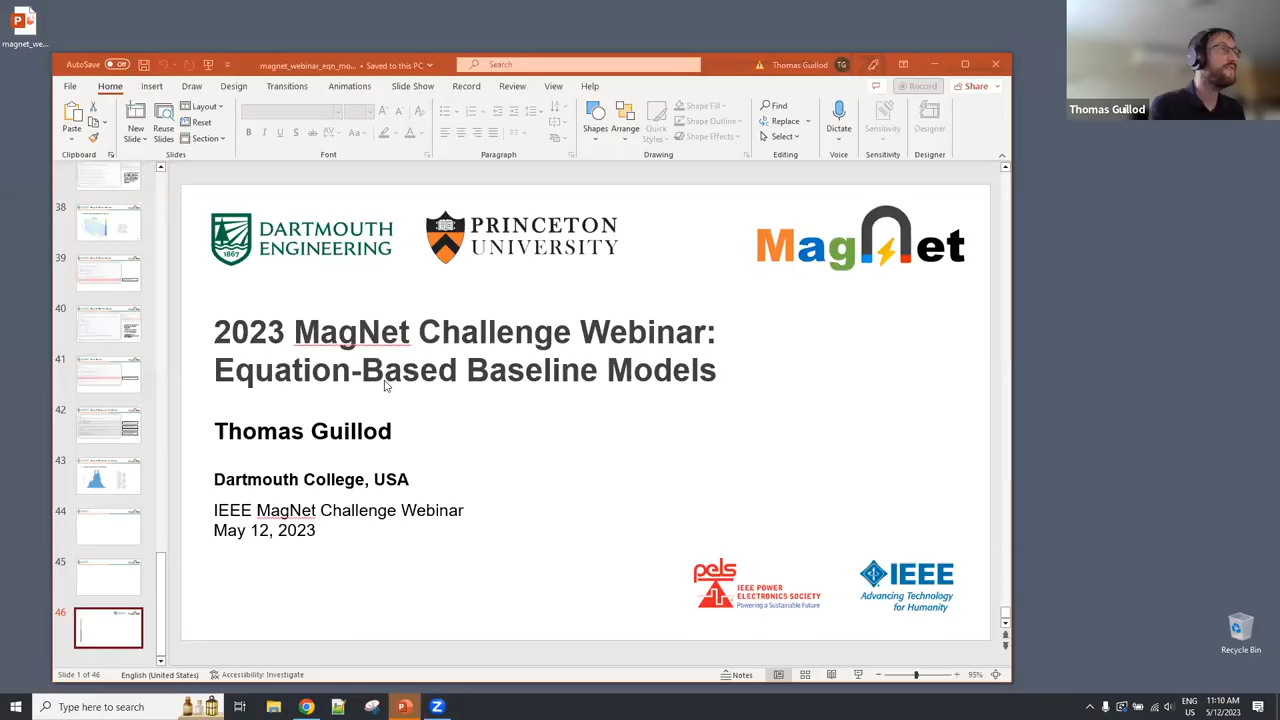 magnet_we...
AutoSave
Off
magnet_webinar_eqn_mo... • Saved to this PC
Search
Thomas Guillod
TG
File
Home
Insert
Draw
Design
Transitions
Animations
Slide Show
Record
Review
View
Help
Record
Share
Paste
New
Slides
Reuse
Slides
Layout
Reset
Section
Shapes
Arrange
Quick
Styles
Shape Fill
Shape Outline
Shape Effects
Find
Replace
Select
Dictate
Sensitivity
Designer
Clipboard
Slides
Font
Paragraph
Drawing
Editing
Voice
Sensitivity
Designer
Thomas Guillod
38
39
40
41
42
43
44
45
46
1867
DARTMOUTH
ENGINEERING
PRINCETON
UNIVERSITY
MagNet
2023 MagNet Challenge Webinar:
Equation-Based Baseline Models
Thomas Guillod
Dartmouth College, USA
IEEE MagNet Challenge Webinar
May 12, 2023
pels
IEEE POWER
ELECTRONICS SOCIETY
Powering a Sustainable Future
IEEE
Advancing Technology
for Humanity
Recycle Bin
Slide 1 of 46
English (United States)
Accessibility: Investigate
Notes
95%
Type here to search
ENG
US
11:10 AM
5/12/2023